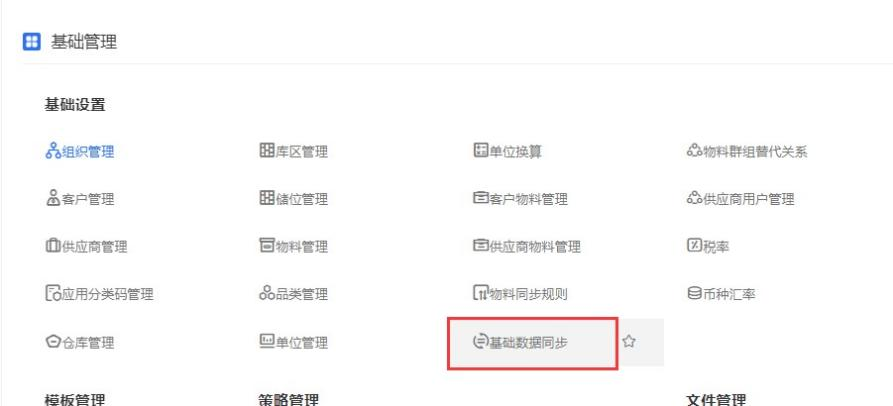 基础管理
基础设置
组织管理 库区管理 单位换算 物料群组替代关系
客户管理 储位管理 客户物料管理 供应商用户管理
供应商管理 物料管理 供应商物料管理 税率
应用分类码管理 品类管理 物料同步规则 币种汇率
仓库管理 单位管理 基础数据同步
模板管理 策略管理 文件管理